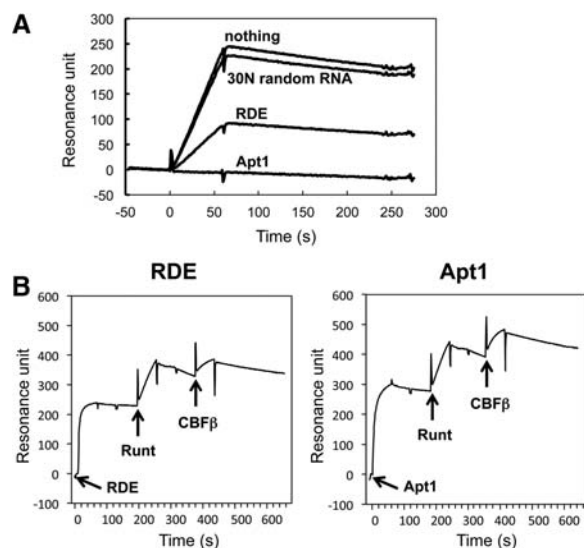 A
300
250
200
150
100
50
0
-50
Resonance unit
nothing
30N random RNA
RDE
Apt1
-50 0 50 100 150 200 250 300
Time (s)
B
RDE
600
500
400
300
200
100
0
-100
Resonance unit
Runt
CBFβ
RDE
0 100 200 300 400 500 600
Time (s)
Apt1
600
500
400
300
200
100
0
-100
Resonance unit
Runt
CBFβ
Apt1
0 100 200 300 400 500 600
Time (s)